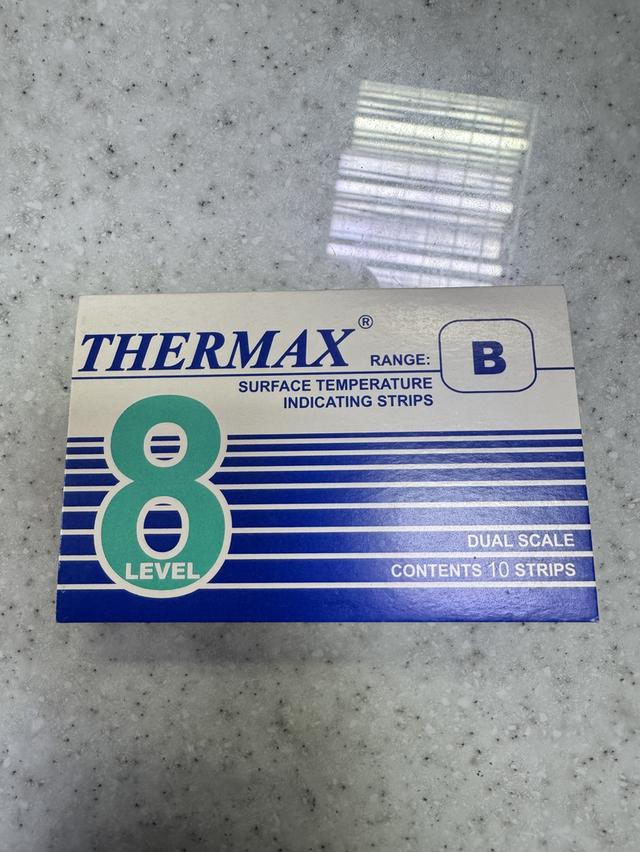 THERMAX®
RANGE: B
SURFACE TEMPERATURE
INDICATING STRIPS
8
LEVEL
DUAL SCALE
CONTENTS 10 STRIPS